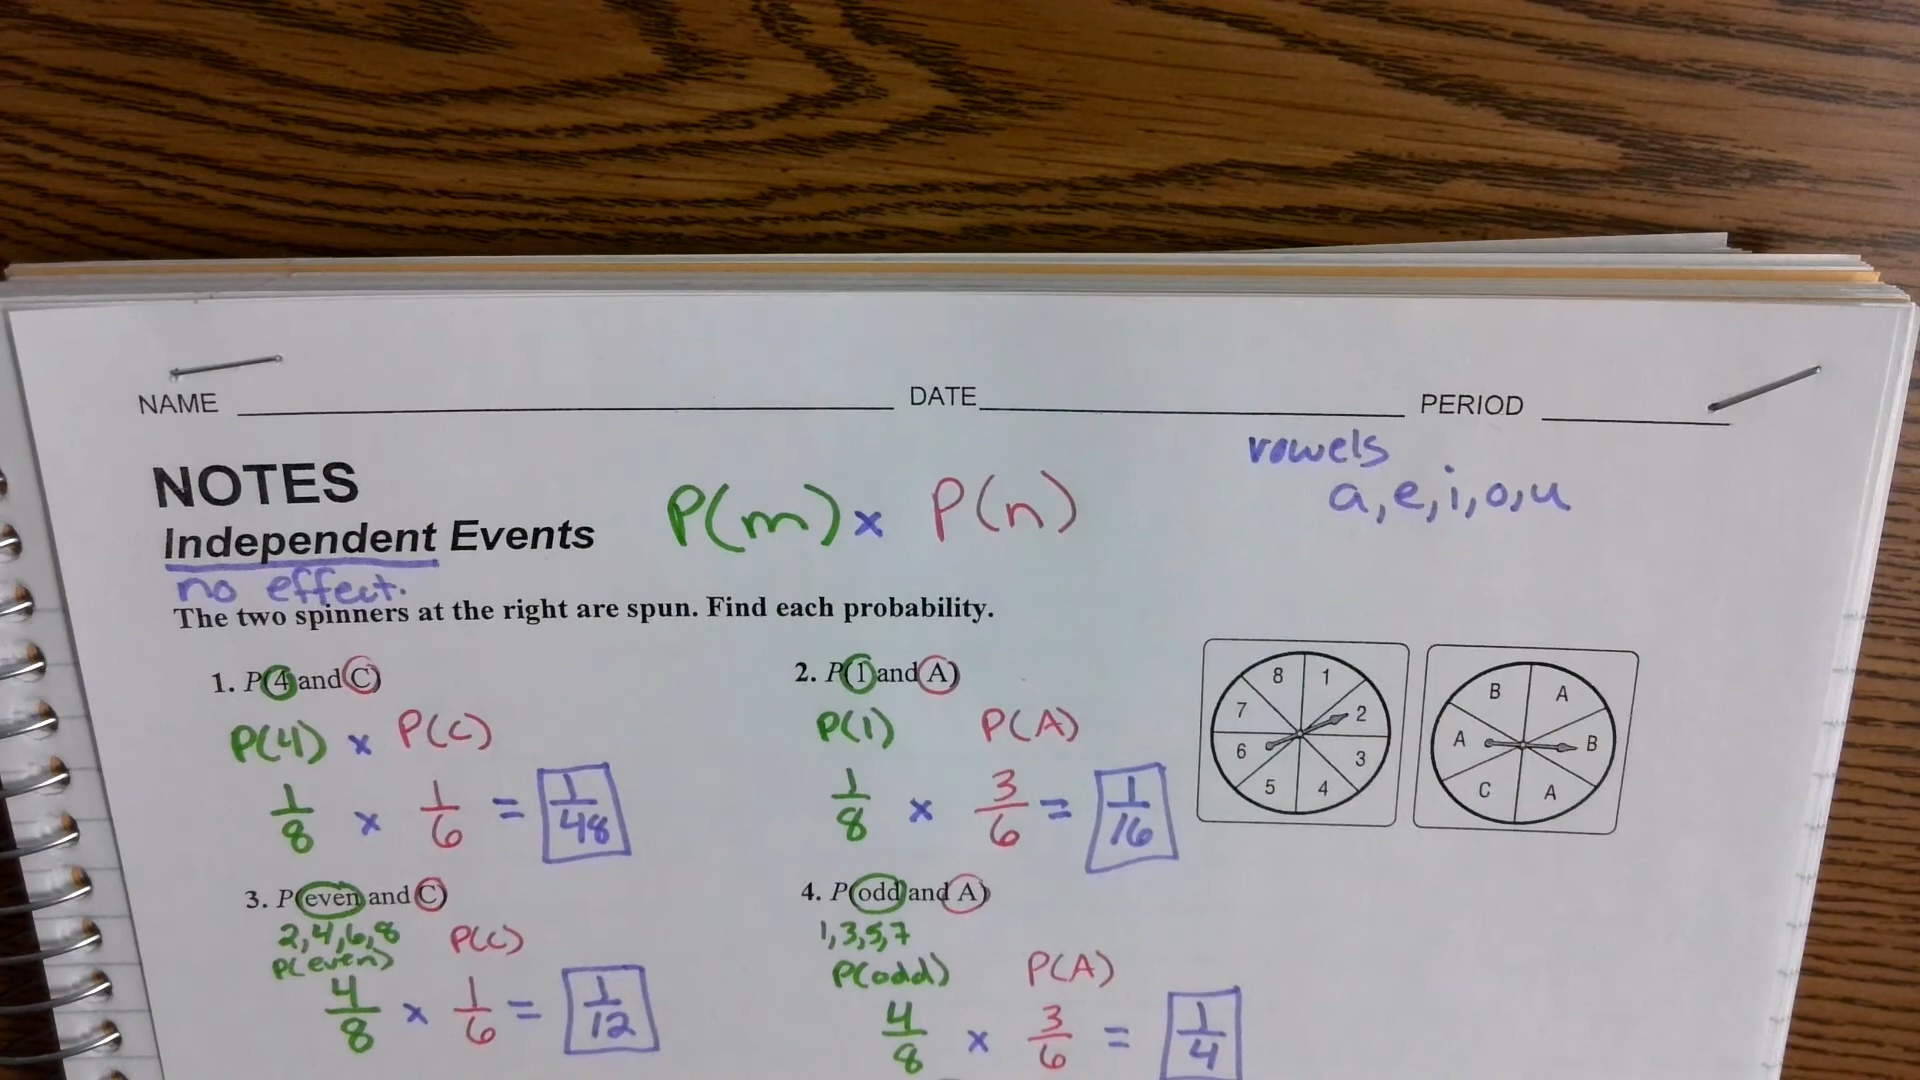 NAME DATE PERIOD
vowels
a, e, i, o, u
NOTES
Independent Events
P(m) x P(n)
no effect.
The two spinners at the right are spun. Find each probability.
1. P(4 and C)
P(4) x P(C)
1/8 x 1/6 = 1/48
2. P(1 and A)
P(1) P(A)
1/8 x 3/6 = 1/16
8 1 2 3 4 5 6 7
B A B A C A
3. P(even and C)
2, 4, 6, 8
P(even) P(C)
4/8 x 1/6 = 1/12
4. P(odd and A)
1, 3, 5, 7
P(odd) P(A)
4/8 x 3/6 = 1/4